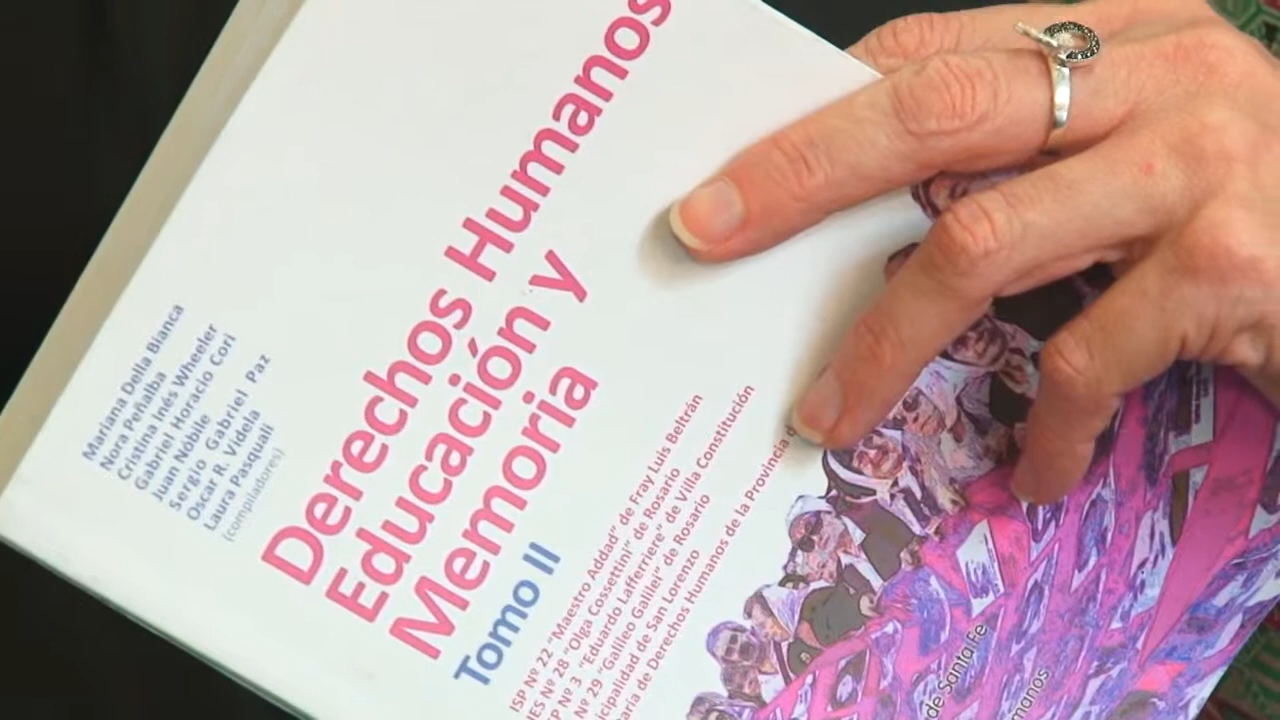 Mariana Della Bianca
Nora Peñalba
Cristina Inés Wheeler
Gabriel Horacio Cori
Juan Nóbile
Sergio Gabriel Paz
Oscar R. Videla
Laura Pasquali
(compiladores)
Derechos Humanos
Educación y
Memoria
Tomo II
ISP Nº 22 "Maestro Addad" de Fray Luis Beltrán
Nº 28 "Olga Cossettini" de Rosario
Nº 3 "Eduardo Lafferriere" de Villa Constitución
Nº 29 "Galileo Galilei" de Rosario
de San Lorenzo
de Derechos Humanos de la Provincia
de Santa Fe